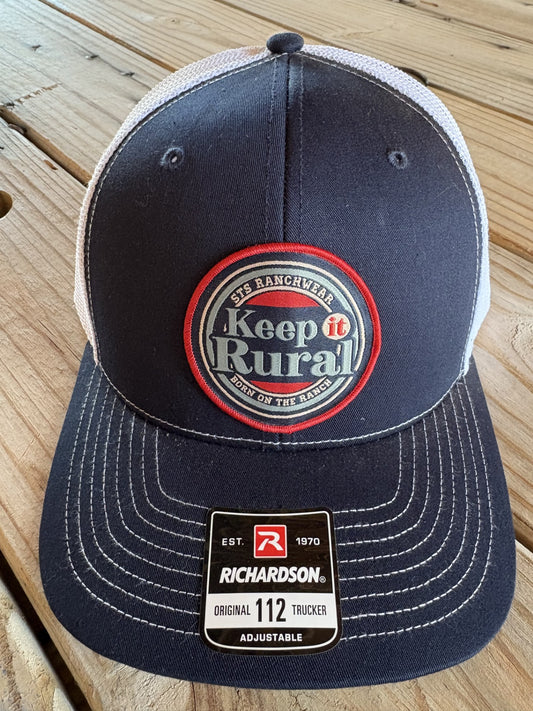 STS RANCHWEAR
Keep it
Rural
BORN ON THE RANCH
EST. R 1970
RICHARDSON®
ORIGINAL 112 TRUCKER
ADJUSTABLE